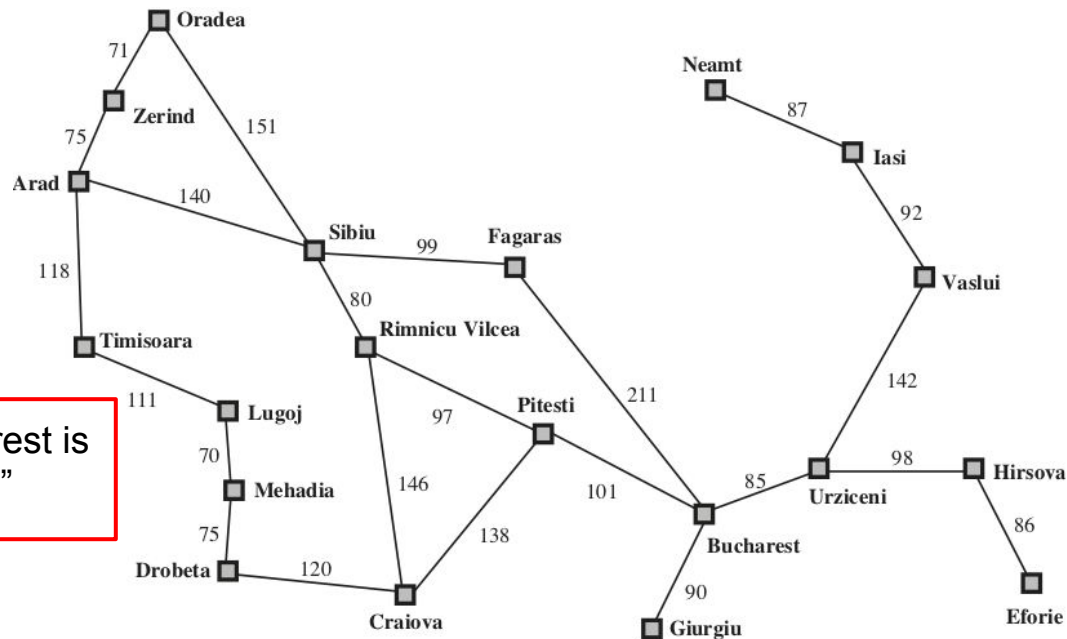 Oradea
71
Neamt
Zerind
87
151
75
Iasi
Arad
140
92
Sibiu
Fagaras
99
118
Vaslui
80
Timisoara
Rimnicu Vilcea
142
111
211
Lugoj
97
Pitesti
rest is
70
98
Hirsova
”
Mehadia
146
101
85
Urziceni
86
75
138
Bucharest
Drobeta
120
90
Craiova
Eforie
Giurgiu